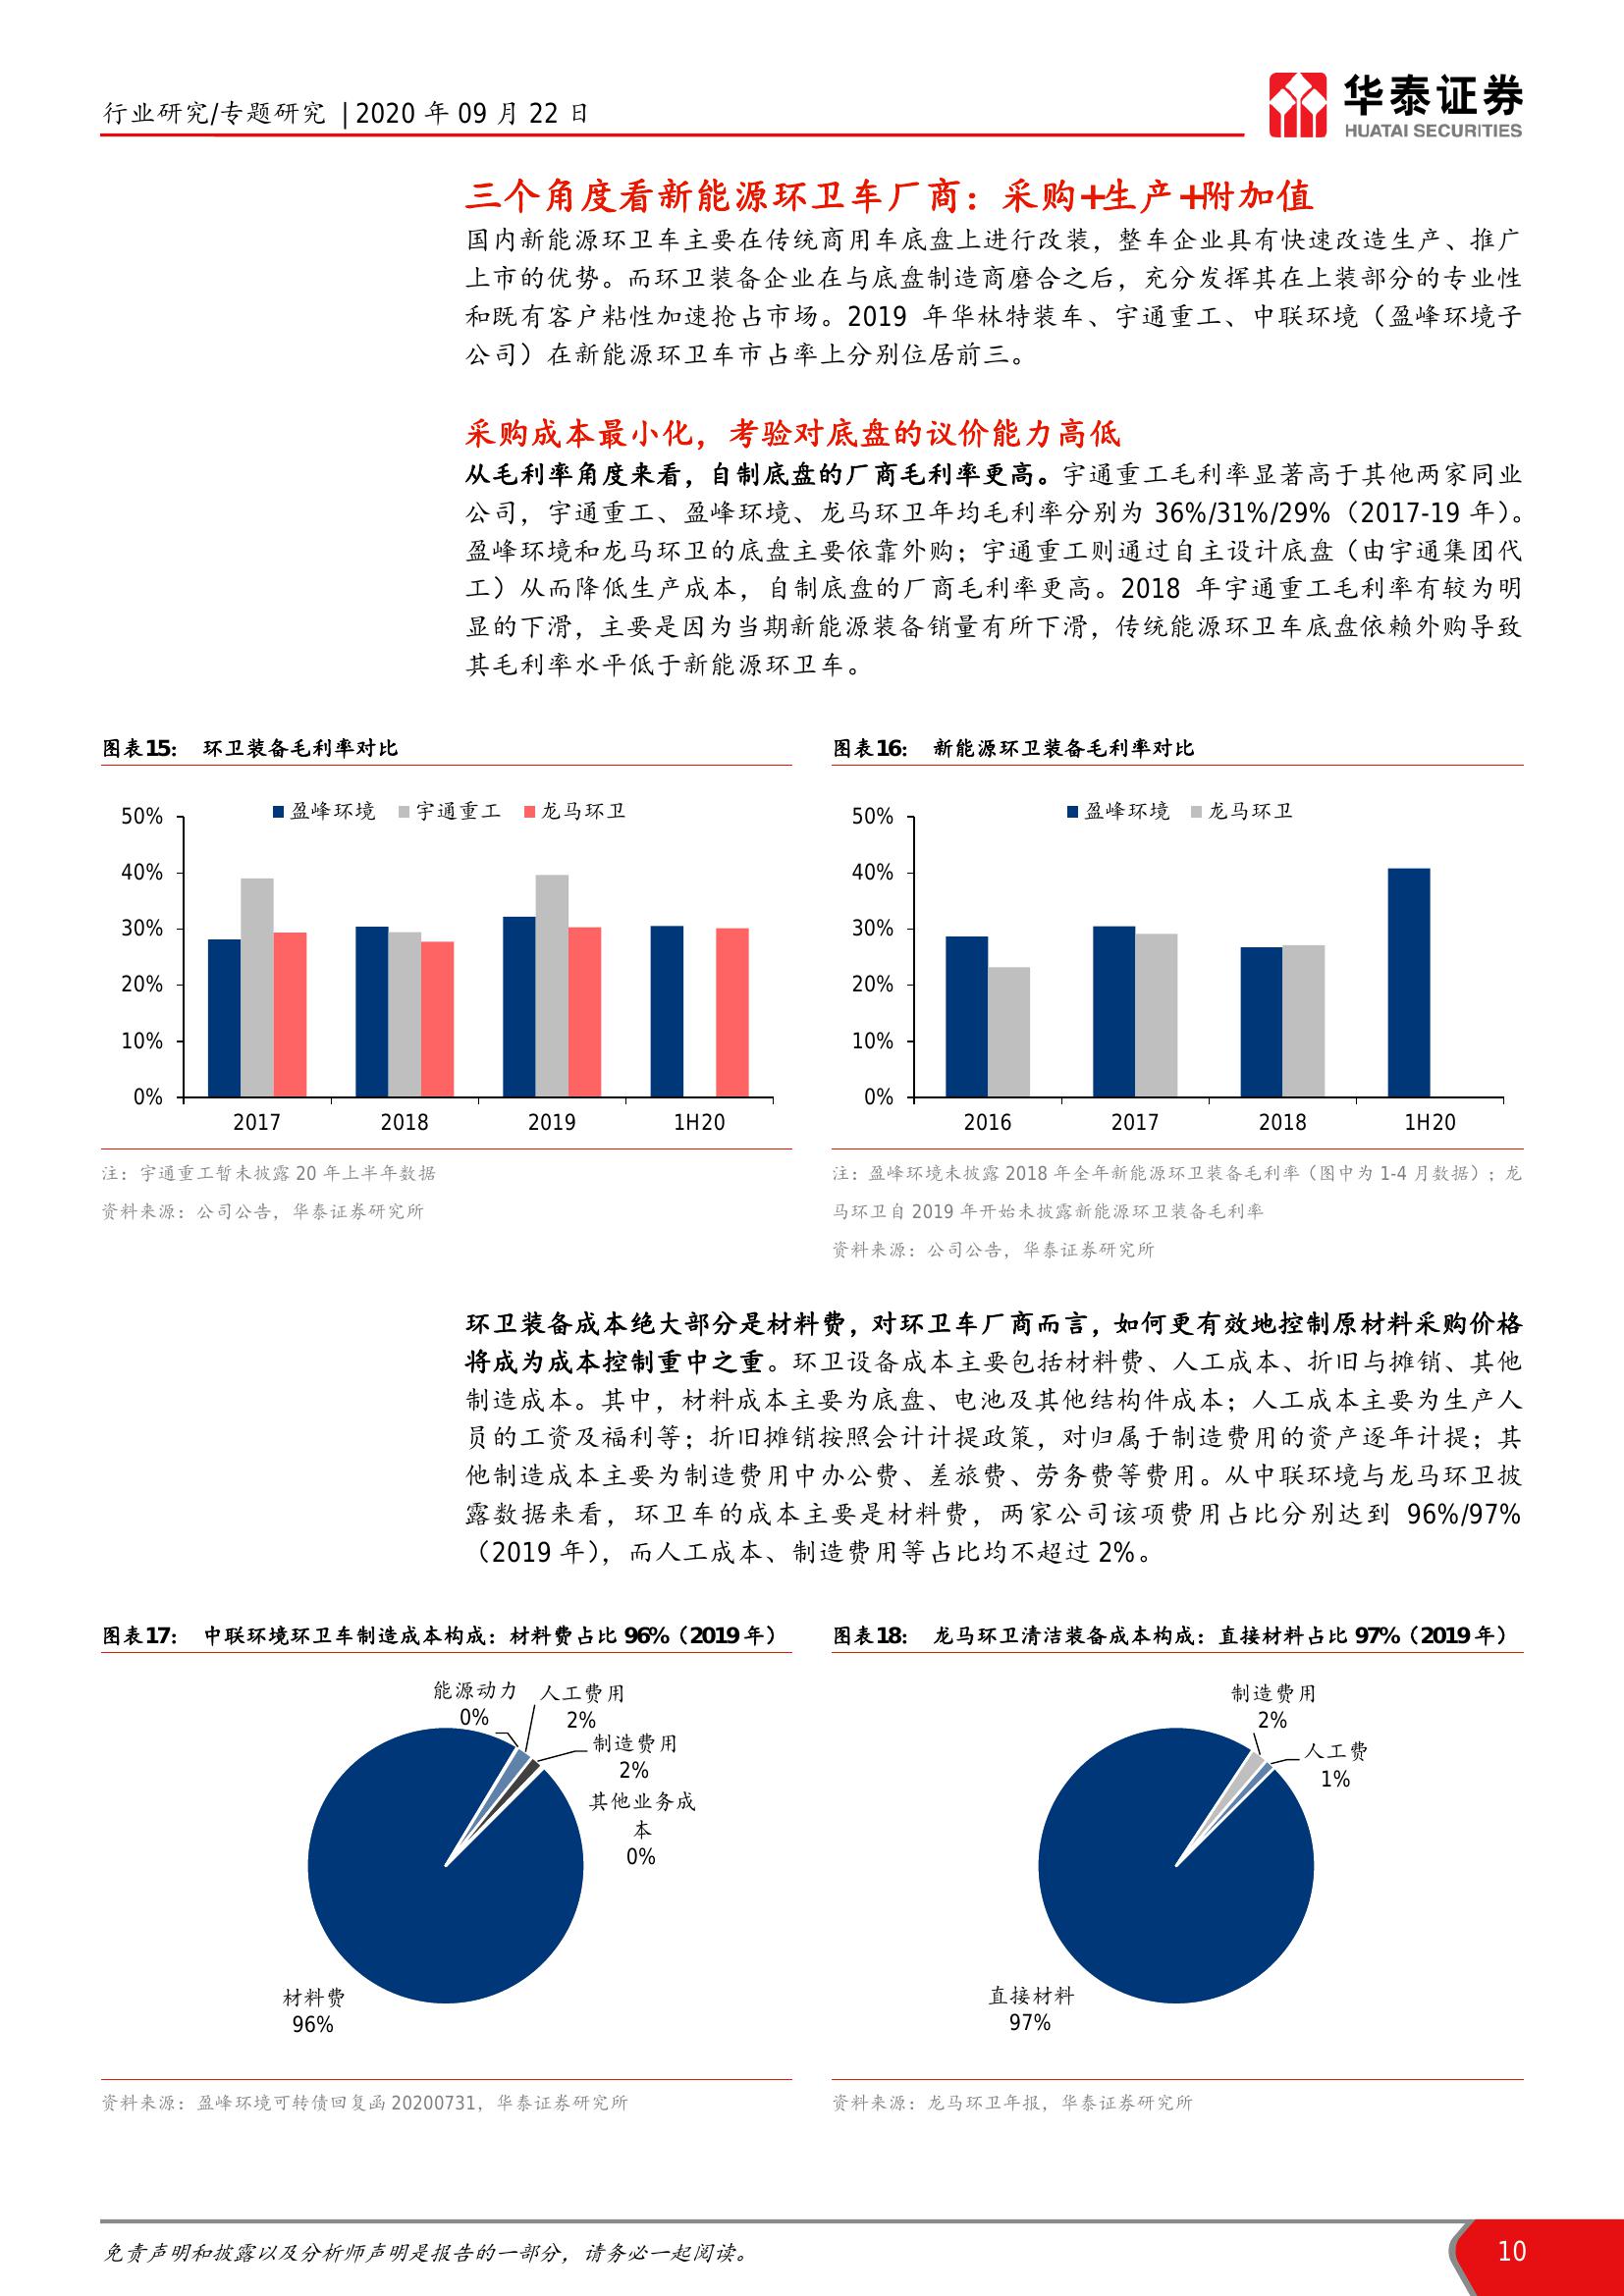 行业研究/专题研究 | 2020 年 09 月 22 日
华泰证券
HUATAI SECURITIES
三个角度看新能源环卫车厂商：采购+生产+附加值
国内新能源环卫车主要在传统商用车底盘上进行改装，整车企业具有快速改造生产、推广
上市的优势。而环卫装备企业在与底盘制造商磨合之后，充分发挥其在上装部分的专业性
和既有客户粘性加速抢占市场。2019 年华林特装车、宇通重工、中联环境（盈峰环境子
公司）在新能源环卫车市占率上分别位居前三。
采购成本最小化，考验对底盘的议价能力高低
从毛利率角度来看，自制底盘的厂商毛利率更高。宇通重工毛利率显著高于其他两家同业
公司，宇通重工、盈峰环境、龙马环卫年均毛利率分别为 36%/31%/29%（2017-19 年）。
盈峰环境和龙马环卫的底盘主要依靠外购；宇通重工则通过自主设计底盘（由宇通集团代
工）从而降低生产成本，自制底盘的厂商毛利率更高。2018 年宇通重工毛利率有较为明
显的下滑，主要是因为当期新能源装备销量有所下滑，传统能源环卫车底盘依赖外购导致
其毛利率水平低于新能源环卫车。
图表15： 环卫装备毛利率对比
盈峰环境 宇通重工 龙马环卫
50%
40%
30%
20%
10%
0%
2017 2018 2019 1H20
注：宇通重工暂未披露 20 年上半年数据
资料来源：公司公告，华泰证券研究所
图表16： 新能源环卫装备毛利率对比
盈峰环境 龙马环卫
50%
40%
30%
20%
10%
0%
2016 2017 2018 1H20
注：盈峰环境未披露 2018 年全年新能源环卫装备毛利率（图中为 1-4 月数据）；龙
马环卫自 2019 年开始未披露新能源环卫装备毛利率
资料来源：公司公告，华泰证券研究所
环卫装备成本绝大部分是材料费，对环卫车厂商而言，如何更有效地控制原材料采购价格
将成为成本控制重中之重。环卫设备成本主要包括材料费、人工成本、折旧与摊销、其他
制造成本。其中，材料成本主要为底盘、电池及其他结构件成本；人工成本主要为生产人
员的工资及福利等；折旧摊销按照会计计提政策，对归属于制造费用的资产逐年计提；其
他制造成本主要为制造费用中办公费、差旅费、劳务费等费用。从中联环境与龙马环卫披
露数据来看，环卫车的成本主要是材料费，两家公司该项费用占比分别达到 96%/97%
（2019 年），而人工成本、制造费用等占比均不超过 2%。
图表17： 中联环境环卫车制造成本构成：材料费占比 96%（2019 年）
能源动力
0%
人工费用
2%
制造费用
2%
其他业务成
本
0%
材料费
96%
资料来源：盈峰环境可转债回复函 20200731，华泰证券研究所
图表18： 龙马环卫清洁装备成本构成：直接材料占比 97%（2019 年）
制造费用
2%
人工费
1%
直接材料
97%
资料来源：龙马环卫年报，华泰证券研究所
免责声明和披露以及分析师声明是报告的一部分，请务必一起阅读。
10